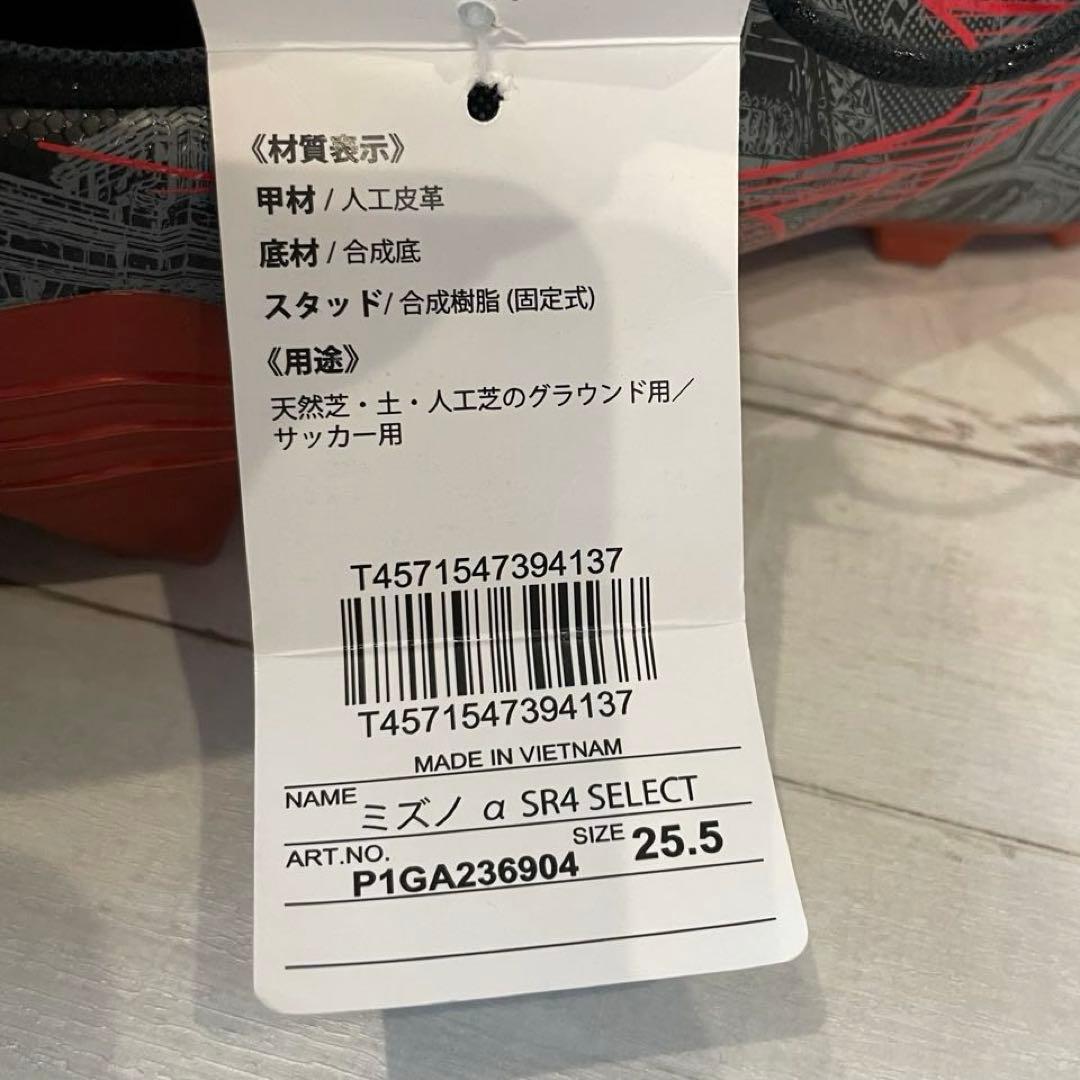 《材質表示》
甲材 / 人工皮革
底材 / 合成底
スタッド/ 合成樹脂 (固定式)
《用途》
天然芝・土・人工芝のグラウンド用／
サッカー用
T4571547394137
T4571547394137
MADE IN VIETNAM
NAME ミズノ α SR4 SELECT
ART.NO. P1GA236904 SIZE 25.5